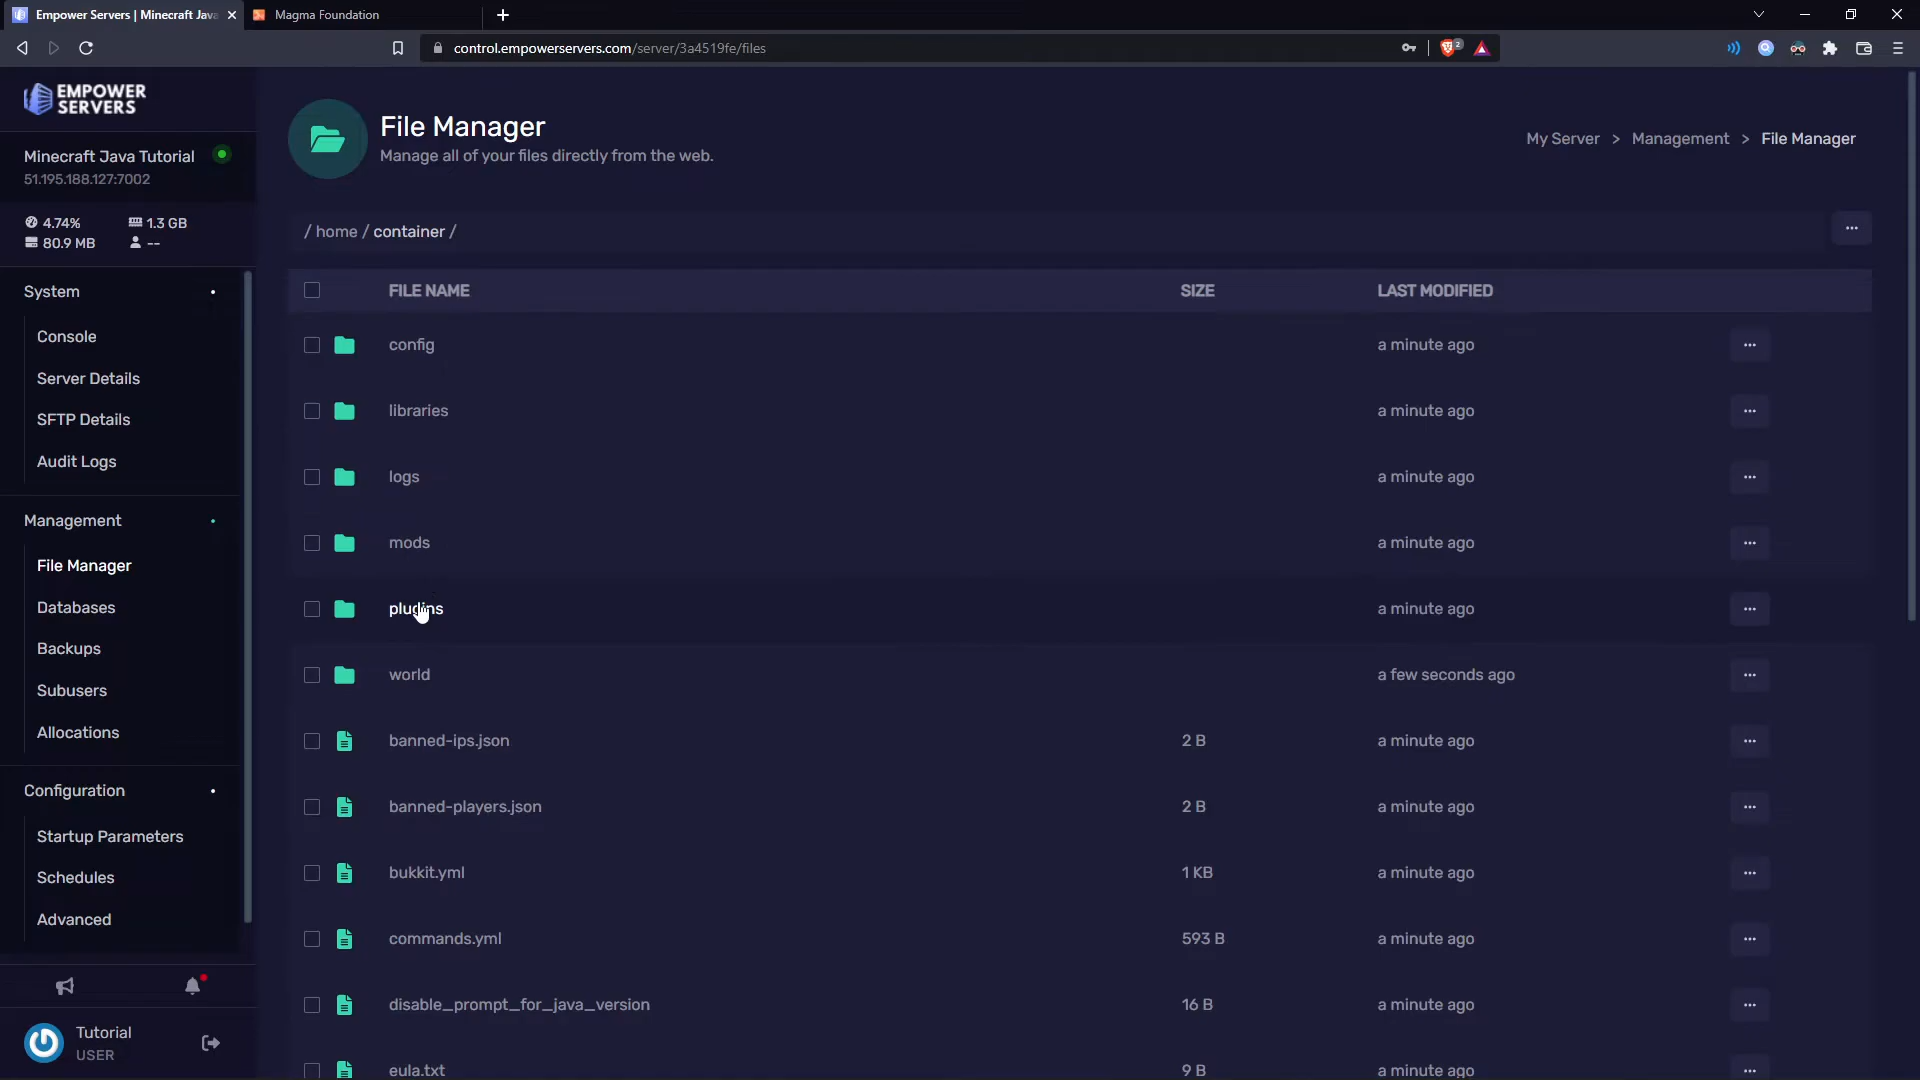 Empower Servers | Minecraft Java
Magma Foundation
control.empowerservers.com/server/3a4519fe/files
2
EMPOWER
SERVERS
Minecraft Java Tutorial
51.195.188.127:7002
4.74%
1.3 GB
80.9 MB
--
System
Console
Server Details
SFTP Details
Audit Logs
Management
File Manager
Databases
Backups
Subusers
Allocations
Configuration
Startup Parameters
Schedules
Advanced
Tutorial
USER
File Manager
Manage all of your files directly from the web.
My Server > Management > File Manager
/ home / container /
FILE NAME SIZE LAST MODIFIED
config a minute ago
libraries a minute ago
logs a minute ago
mods a minute ago
plugins a minute ago
world a few seconds ago
banned-ips.json 2 B a minute ago
banned-players.json 2 B a minute ago
bukkit.yml 1 KB a minute ago
commands.yml 593 B a minute ago
disable_prompt_for_java_version 16 B a minute ago
eula.txt 9 B a minute ago